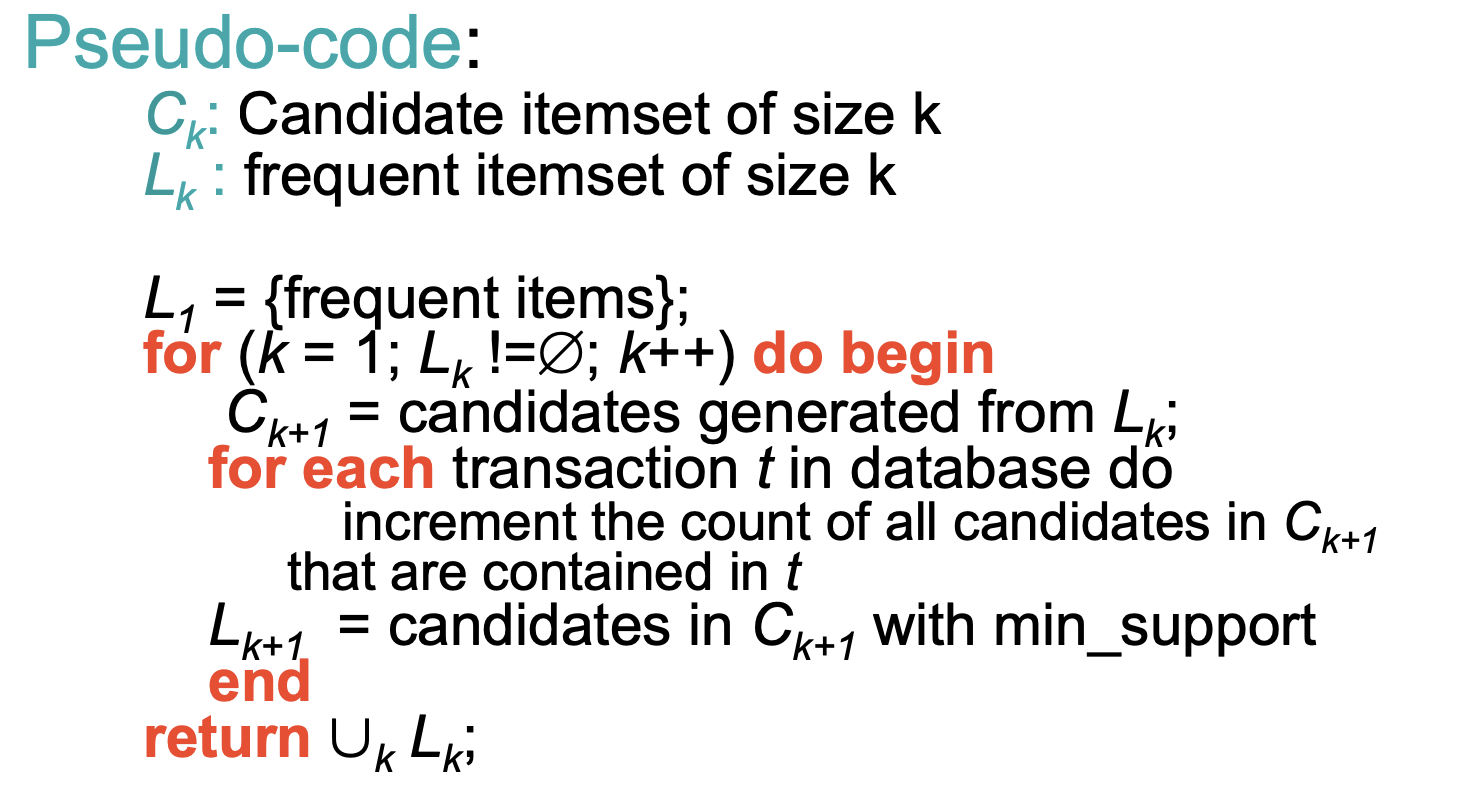 Pseudo-code:
C_k: Candidate itemset of size k
L_k : frequent itemset of size k
L_1 = {frequent items};
for (k = 1; L_k !=∅; k++) do begin
C_{k+1} = candidates generated from L_k;
for each transaction t in database do
increment the count of all candidates in C_{k+1}
that are contained in t
L_{k+1} = candidates in C_{k+1} with min_support
end
return ∪_k L_k;